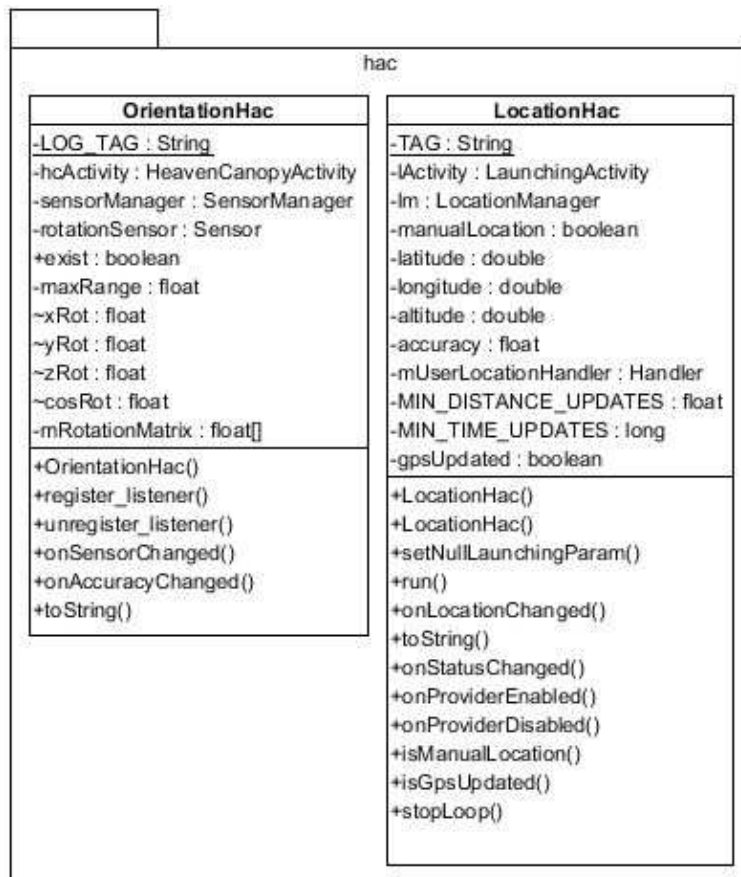 hac
OrientationHac
-LOG_TAG : String
-hcActivity : HeavenCanopyActivity
-sensorManager : SensorManager
-rotationSensor : Sensor
+exist : boolean
-maxRange : float
~xRot : float
~yRot : float
~zRot : float
~cosRot : float
-mRotationMatrix : float[]
+OrientationHac()
+register_listener()
+unregister_listener()
+onSensorChanged()
+onAccuracyChanged()
+toString()
LocationHac
-TAG : String
-lActivity : LaunchingActivity
-lm : LocationManager
-manualLocation : boolean
-latitude : double
-longitude : double
-altitude : double
-accuracy : float
-mUserLocationHandler : Handler
-MIN_DISTANCE_UPDATES : float
-MIN_TIME_UPDATES : long
-gpsUpdated : boolean
+LocationHac()
+LocationHac()
+setNullLaunchingParam()
+run()
+onLocationChanged()
+toString()
+onStatusChanged()
+onProviderEnabled()
+onProviderDisabled()
+isManualLocation()
+isGpsUpdated()
+stopLoop()